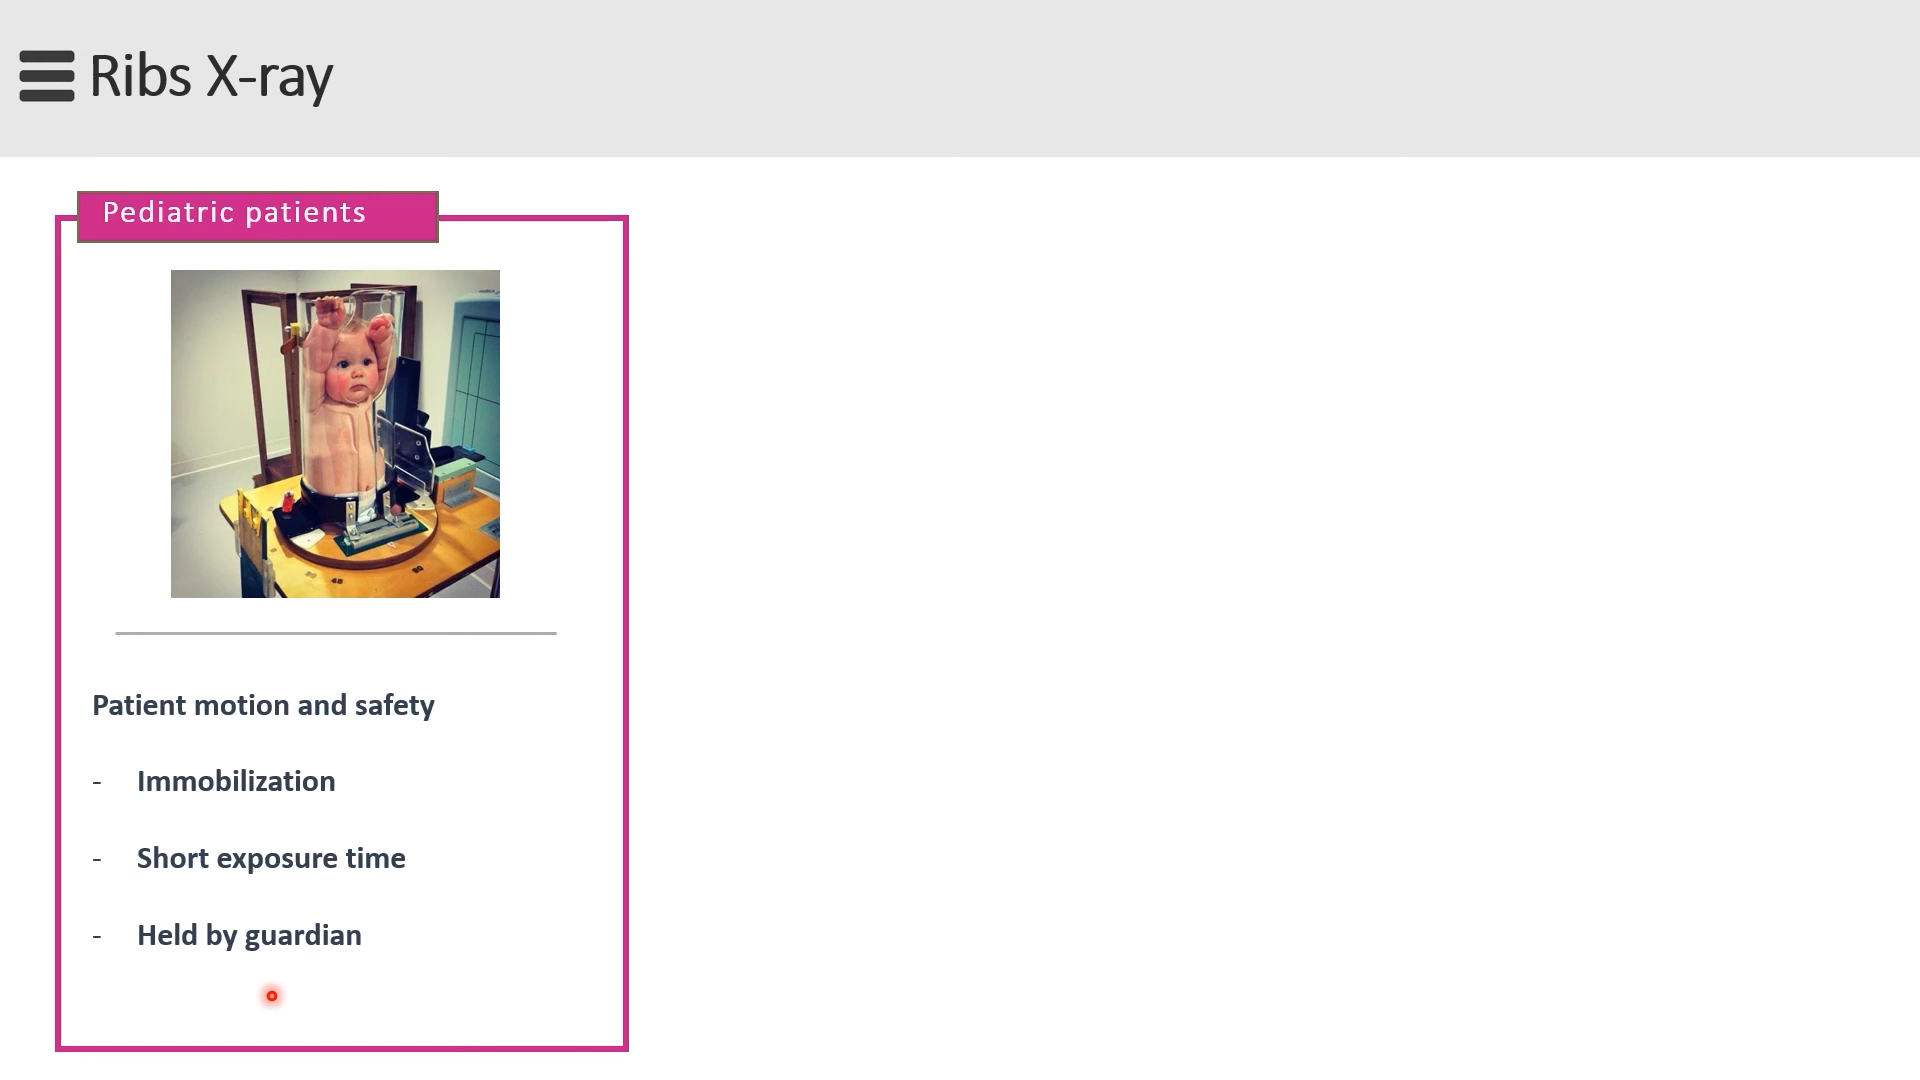 Ribs X-ray
Pediatric patients
Patient motion and safety
- Immobilization
- Short exposure time
- Held by guardian